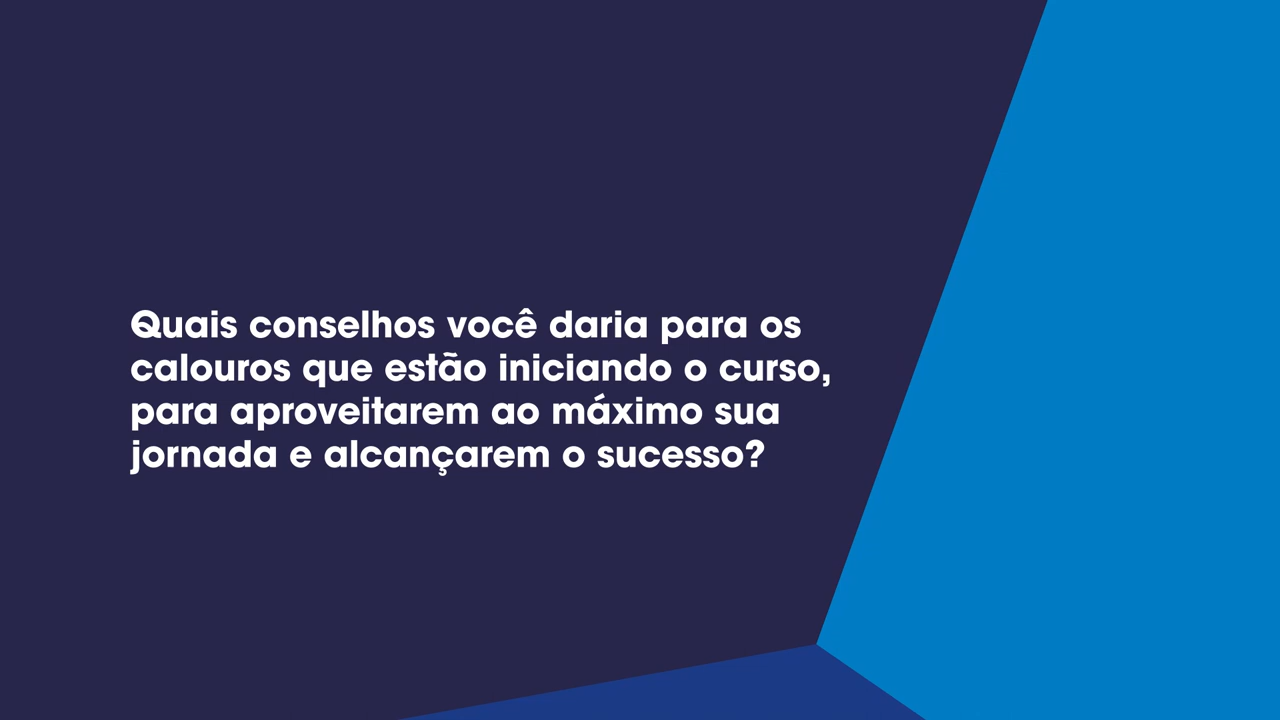 Quais conselhos você daria para os
calouros que estão iniciando o curso,
para aproveitarem ao máximo sua
jornada e alcançarem o sucesso?